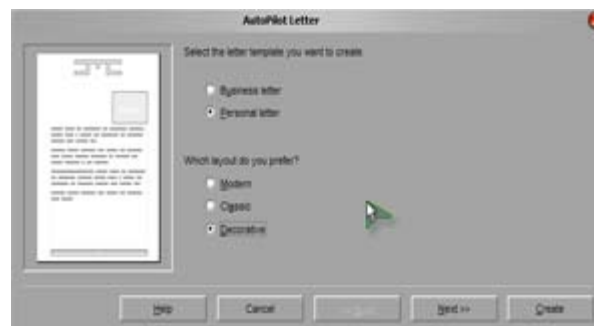 AutoPilot Letter
Select the letter template you want to create
Business letter
Personal letter
Which layout do you prefer?
Modern
Classic
Decorative
Help
Cancel
Next >>
Create